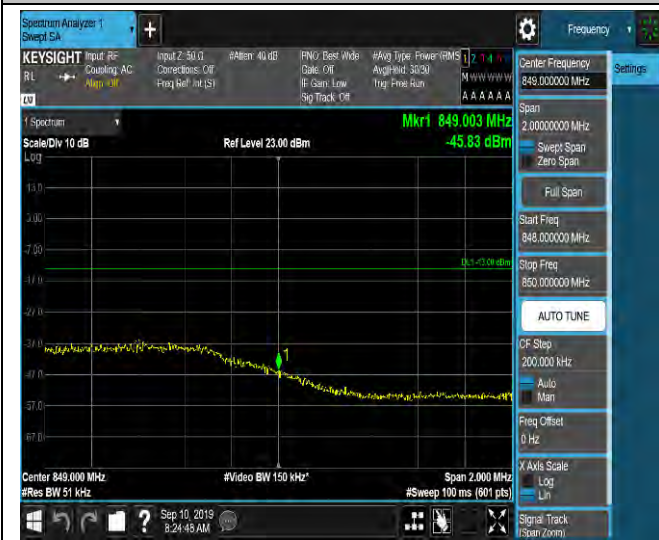 Spectrum Analyzer 1
Swept SA
+
Frequency
KEYSIGHT
RL
Input: RF
Coupling: AC
Align: Off
Input Z: 50 Ω
Corrections: Off
Freq Ref: Int (S)
#Atten: 40 dB
PNO: Best Wide
Gate: Off
IF Gain: Low
Sig Track: Off
#Avg Type: Power (RMS
Avg|Hold: 30/30
Trig: Free Run
M W W W W W
A A A A A A
1 Spectrum
Scale/Div 10 dB
Log
Ref Level 23.00 dBm
Mkr1 849.003 MHz
-45.83 dBm
13.0
3.00
-7.00
DL1 -13.00 dBm
-17.0
-27.0
-37.0
1
-47.0
-57.0
-67.0
Center 849.000 MHz
#Res BW 51 kHz
#Video BW 150 kHz*
Span 2.000 MHz
#Sweep 100 ms (601 pts)
Sep 10, 2019
8:24:48 AM
?
Center Frequency
849.000000 MHz
Settings
Span
2.00000000 MHz
Swept Span
Zero Span
Full Span
Start Freq
848.000000 MHz
Stop Freq
850.000000 MHz
AUTO TUNE
CF Step
200.000 kHz
Auto
Man
Freq Offset
0 Hz
X Axis Scale
Log
Lin
Signal Track
(Span Zoom)